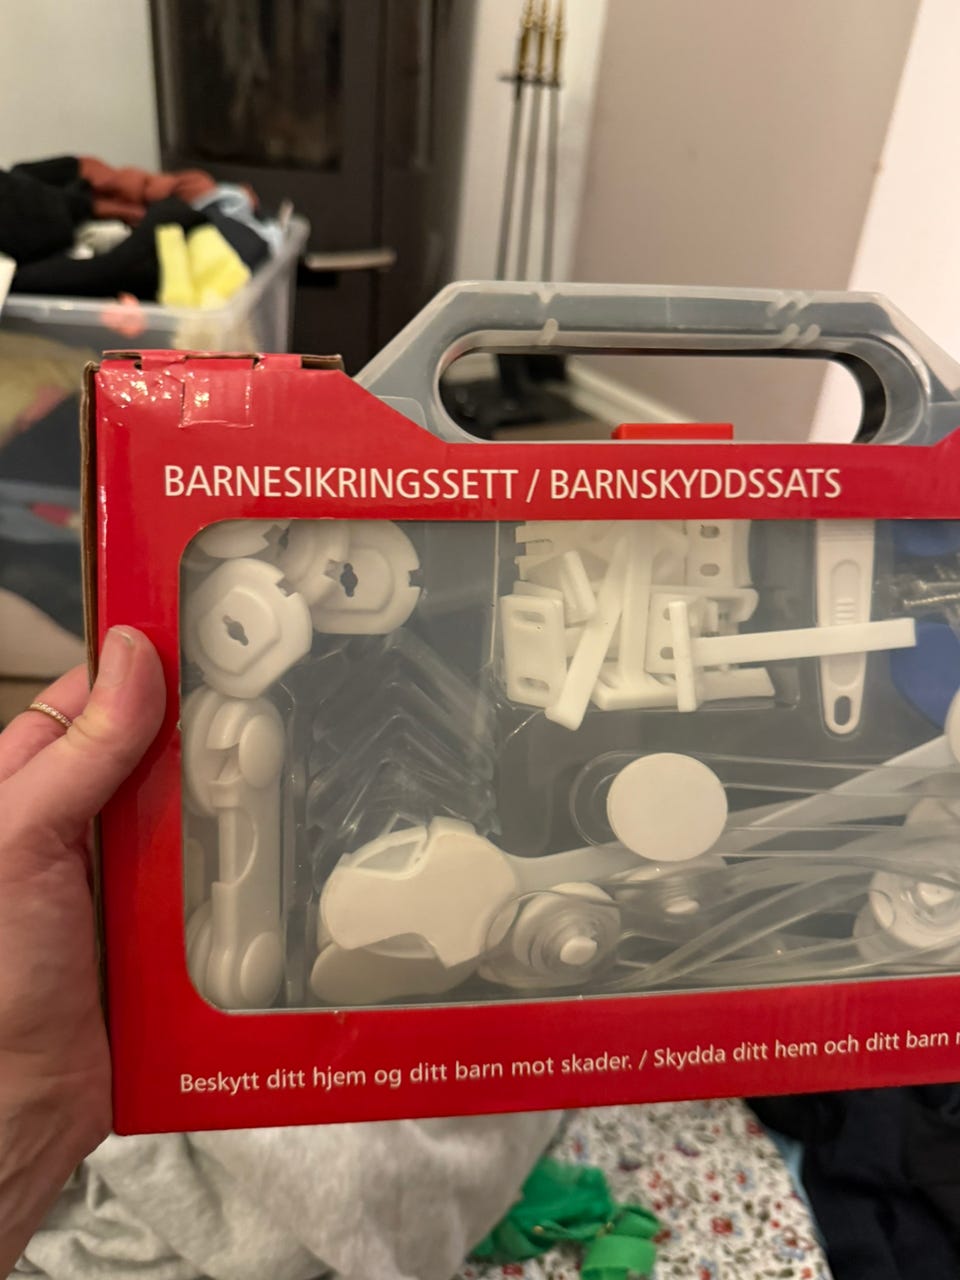 BARNESIKRINGSSETT / BARNSKYDDSSATS
Beskytt ditt hjem og ditt barn mot skader. / Skydda ditt hem och ditt barn